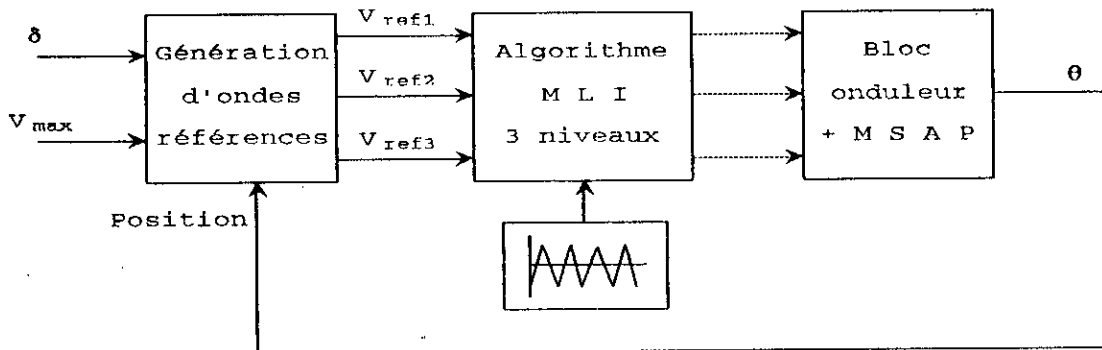 δ
V max
Génération
d'ondes
références
V ref1
V ref2
V ref3
Algorithme
M L I
3 niveaux
Bloc
onduleur
+ M S A P
θ
Position